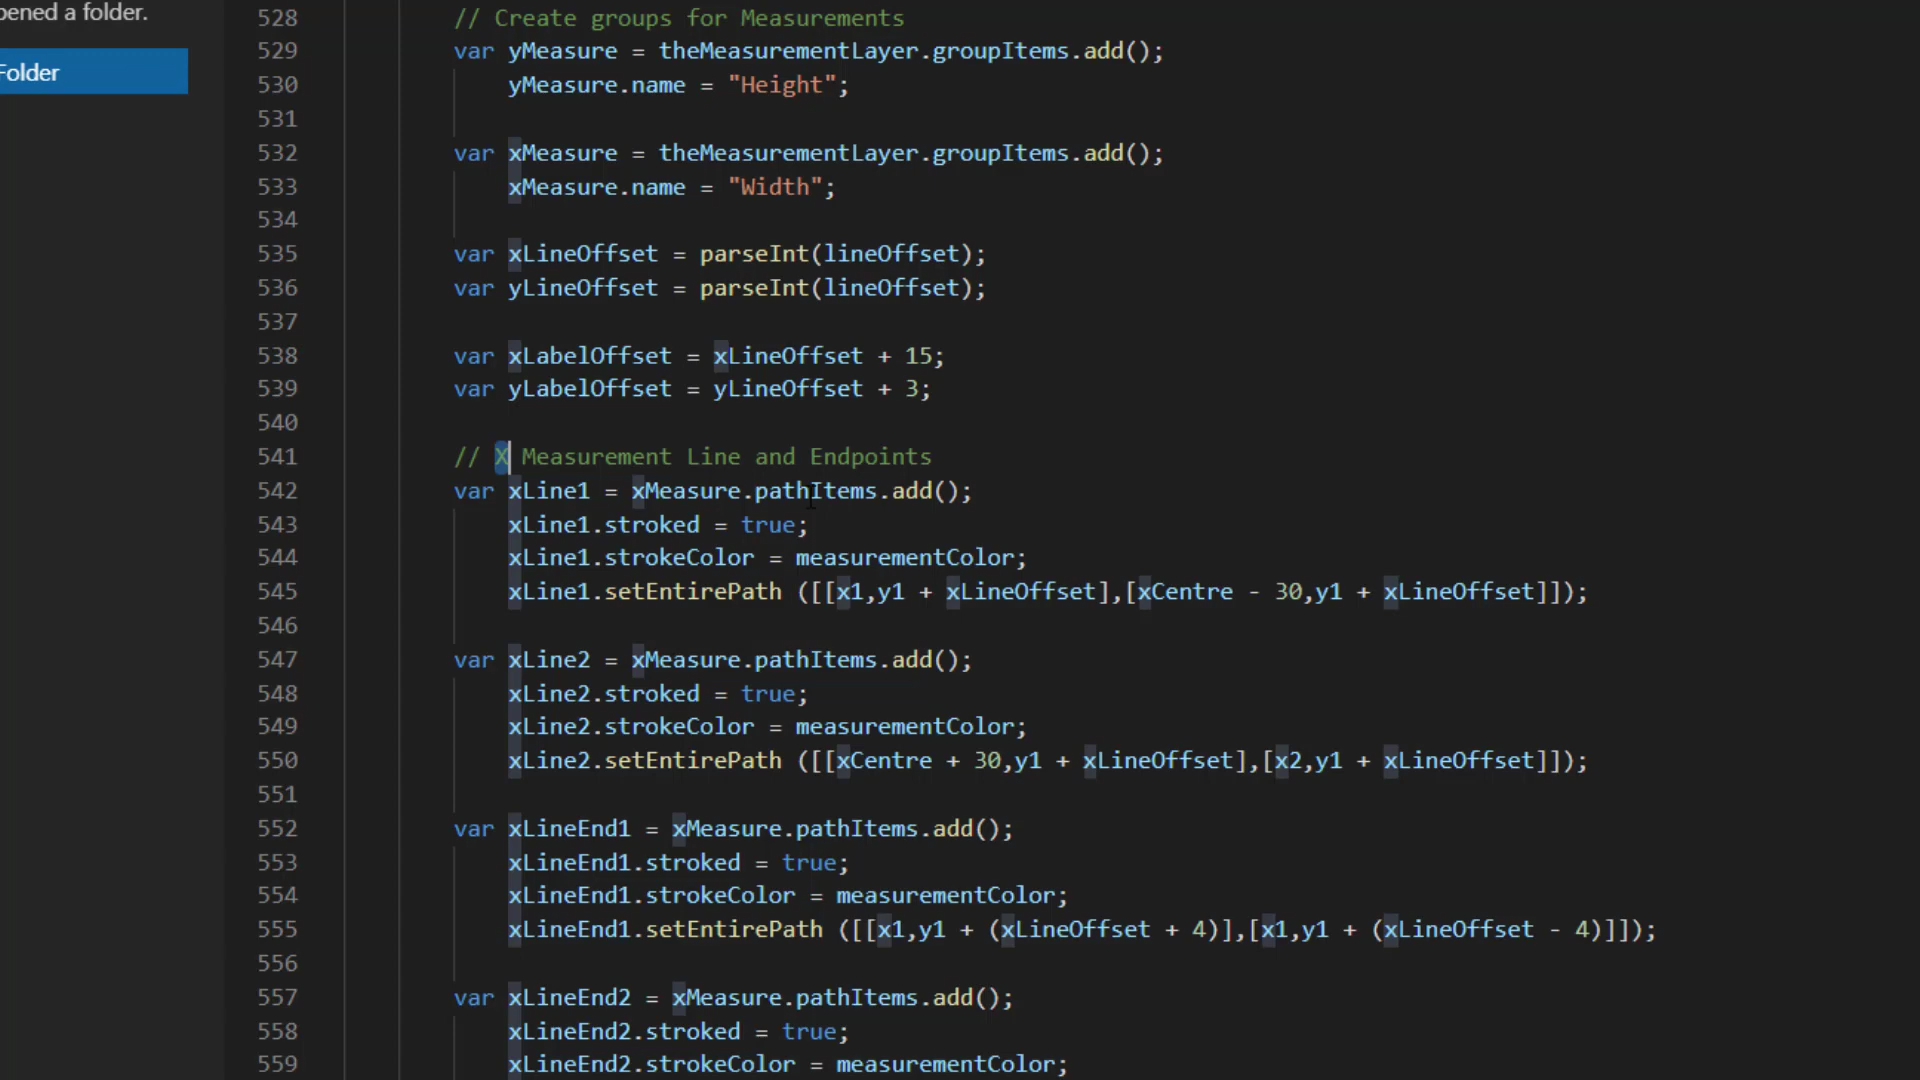 pened a folder.
Folder
528 // Create groups for Measurements
529 var yMeasure = theMeasurementLayer.groupItems.add();
530 yMeasure.name = "Height";
531
532 var xMeasure = theMeasurementLayer.groupItems.add();
533 xMeasure.name = "Width";
534
535 var xLineOffset = parseInt(lineOffset);
536 var yLineOffset = parseInt(lineOffset);
537
538 var xLabelOffset = xLineOffset + 15;
539 var yLabelOffset = yLineOffset + 3;
540
541 // X Measurement Line and Endpoints
542 var xLine1 = xMeasure.pathItems.add();
543 xLine1.stroked = true;
544 xLine1.strokeColor = measurementColor;
545 xLine1.setEntirePath ([[x1,y1 + xLineOffset],[xCentre - 30,y1 + xLineOffset]]);
546
547 var xLine2 = xMeasure.pathItems.add();
548 xLine2.stroked = true;
549 xLine2.strokeColor = measurementColor;
550 xLine2.setEntirePath ([[xCentre + 30,y1 + xLineOffset],[x2,y1 + xLineOffset]]);
551
552 var xLineEnd1 = xMeasure.pathItems.add();
553 xLineEnd1.stroked = true;
554 xLineEnd1.strokeColor = measurementColor;
555 xLineEnd1.setEntirePath ([[x1,y1 + (xLineOffset + 4)],[x1,y1 + (xLineOffset - 4)]]);
556
557 var xLineEnd2 = xMeasure.pathItems.add();
558 xLineEnd2.stroked = true;
559 xLineEnd2.strokeColor = measurementColor;